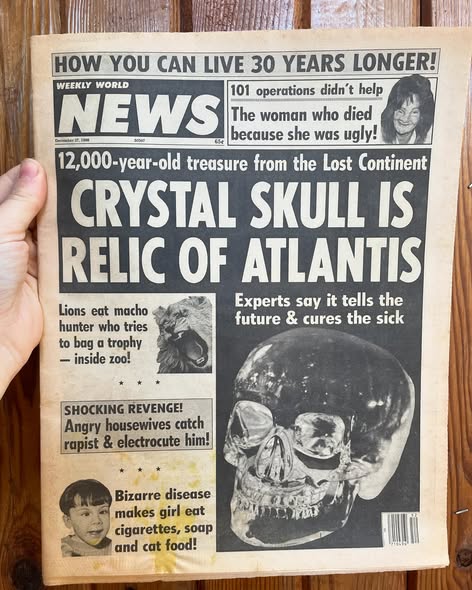 HOW YOU CAN LIVE 30 YEARS LONGER!
WEEKLY WORLD
NEWS
65¢
101 operations didn't help
The woman who died
because she was ugly!
12,000-year-old treasure from the Lost Continent
CRYSTAL SKULL IS
RELIC OF ATLANTIS
Lions eat macho
hunter who tries
to bag a trophy
— inside zoo!
* * *
SHOCKING REVENGE!
Angry housewives catch
rapist & electrocute him!
* * *
Bizarre disease
makes girl eat
cigarettes, soap
and cat food!
Experts say it tells the
future & cures the sick